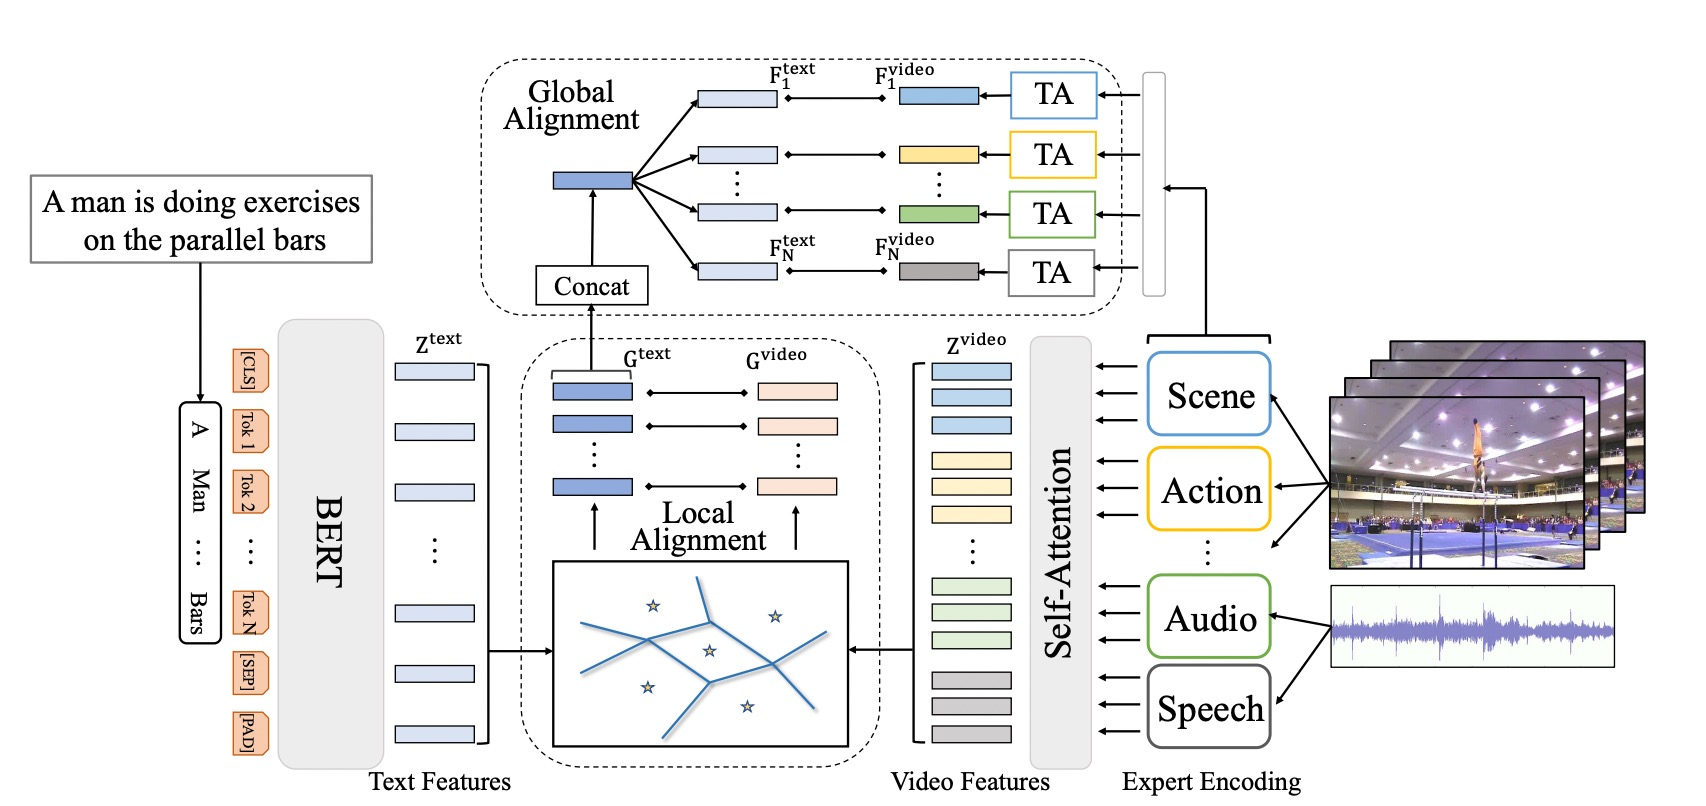 Global
Alignment
F_1^text
F_1^video
TA
TA
TA
F_N^text
F_N^video
TA
Concat
A man is doing exercises
on the parallel bars
Z^text
G^text
G^video
Z^video
[CLS]
Tok 1
Tok 2
...
Tok N
[SEP]
[PAD]
A
Man
...
Bars
BERT
Local
Alignment
Self-Attention
Scene
Action
Audio
Speech
Text Features
Video Features
Expert Encoding